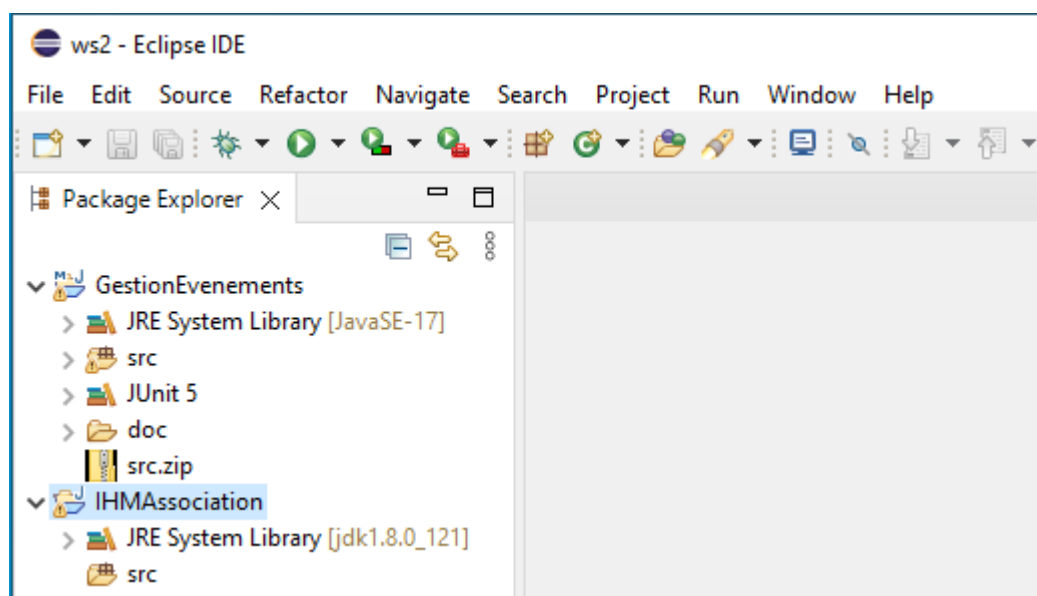 ws2 - Eclipse IDE
File Edit Source Refactor Navigate Search Project Run Window Help
Package Explorer
GestionEvenements
JRE System Library [JavaSE-17]
src
JUnit 5
doc
src.zip
IHMAssociation
JRE System Library [jdk1.8.0_121]
src